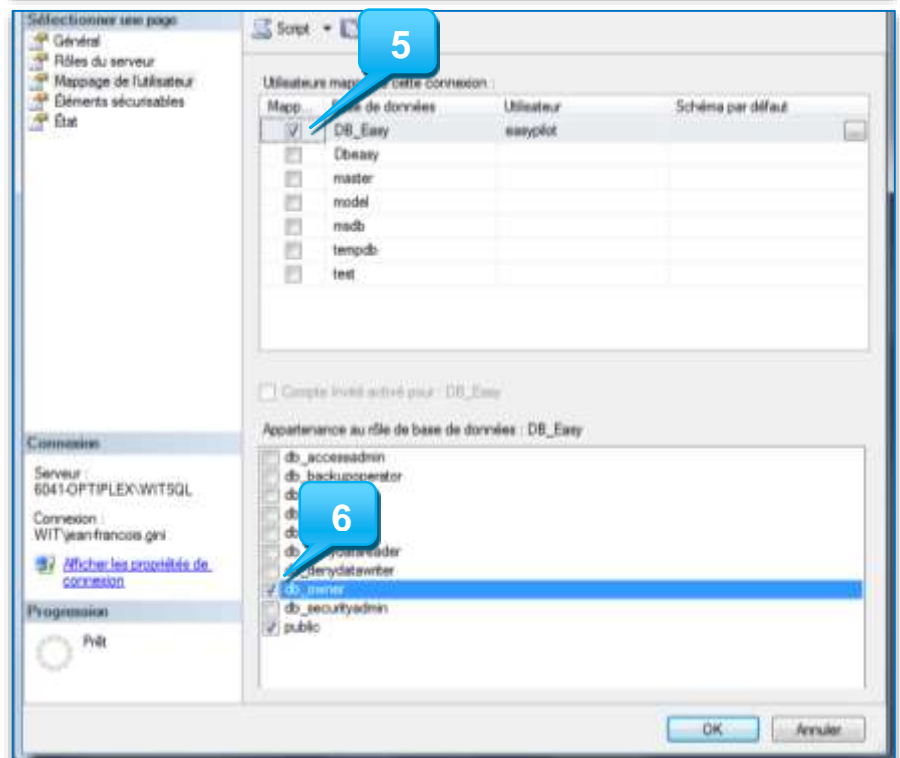 Sélectionner une page
Général
Rôles du serveur
Mappage de l'utilisateur
Éléments sécurisables
État
Script
5
Utilisateurs cette connexion :
Mapp... de données Utilisateur Schéma par défaut
DB_Easy easypilot ...
Dbeasy
master
model
msdb
tempdb
test
Compte invité activé pour : DB_Easy
Appartenance au rôle de base de données : DB_Easy
db_accessadmin
db_backupoperator
6
db_denydatawriter
db_owner
db_securityadmin
public
Connexion
Serveur :
6041-OPTIPLEX\WITSQL
Connexion :
WIT\jean-francois.gini
Afficher les propriétés de
connexion
Progression
Prêt
OK Annuler